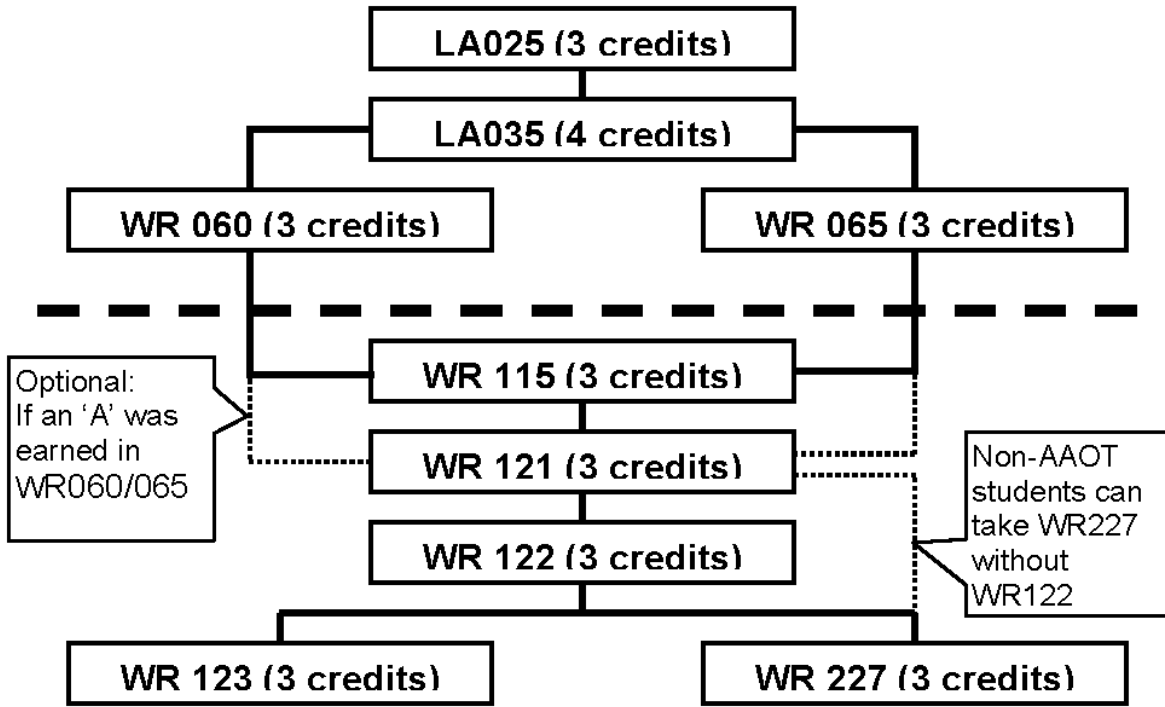 LA025 (3 credits)
LA035 (4 credits)
WR 060 (3 credits)
WR 065 (3 credits)
WR 115 (3 credits)
Optional:
If an ‘A’ was
earned in
WR060/065
WR 121 (3 credits)
Non-AAOT
students can
take WR227
without
WR122
WR 122 (3 credits)
WR 123 (3 credits)
WR 227 (3 credits)